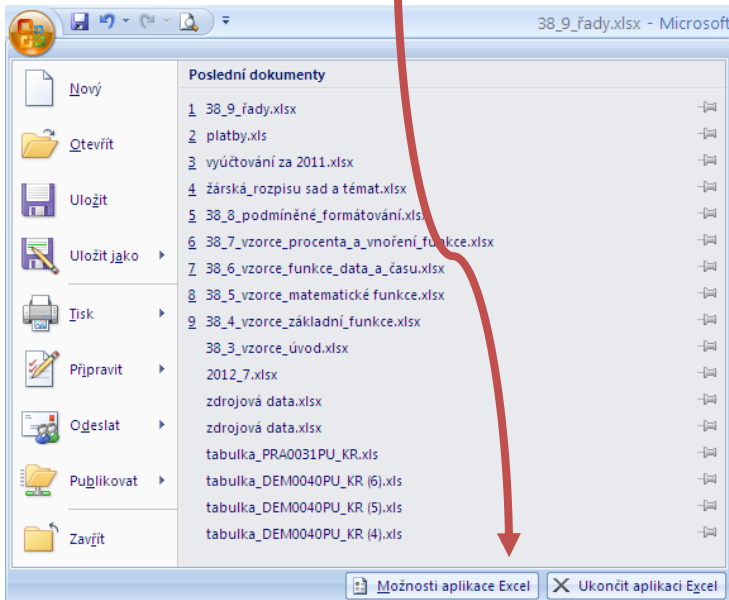 38_9_řady.xlsx - Microsoft
Nový
Otevřít
Uložit
Uložit jako
Tisk
Připravit
Odeslat
Publikovat
Zavřít
Poslední dokumenty
1 38_9_řady.xlsx
2 platby.xls
3 vyúčtování za 2011.xlsx
4 žárská_rozpisu sad a témat.xlsx
5 38_8_podmíněné_formátování.xlsx
6 38_7_vzorce_procenta_a_vnoření_funkce.xlsx
7 38_6_vzorce_funkce_data_a_času.xlsx
8 38_5_vzorce_matematické funkce.xlsx
9 38_4_vzorce_základní_funkce.xlsx
38_3_vzorce_úvod.xlsx
2012_7.xlsx
zdrojová data.xlsx
zdrojová data.xlsx
tabulka_PRA0031PU_KR.xls
tabulka_DEM0040PU_KR (6).xls
tabulka_DEM0040PU_KR (5).xls
tabulka_DEM0040PU_KR (4).xls
Možnosti aplikace Excel
Ukončit aplikaci Excel